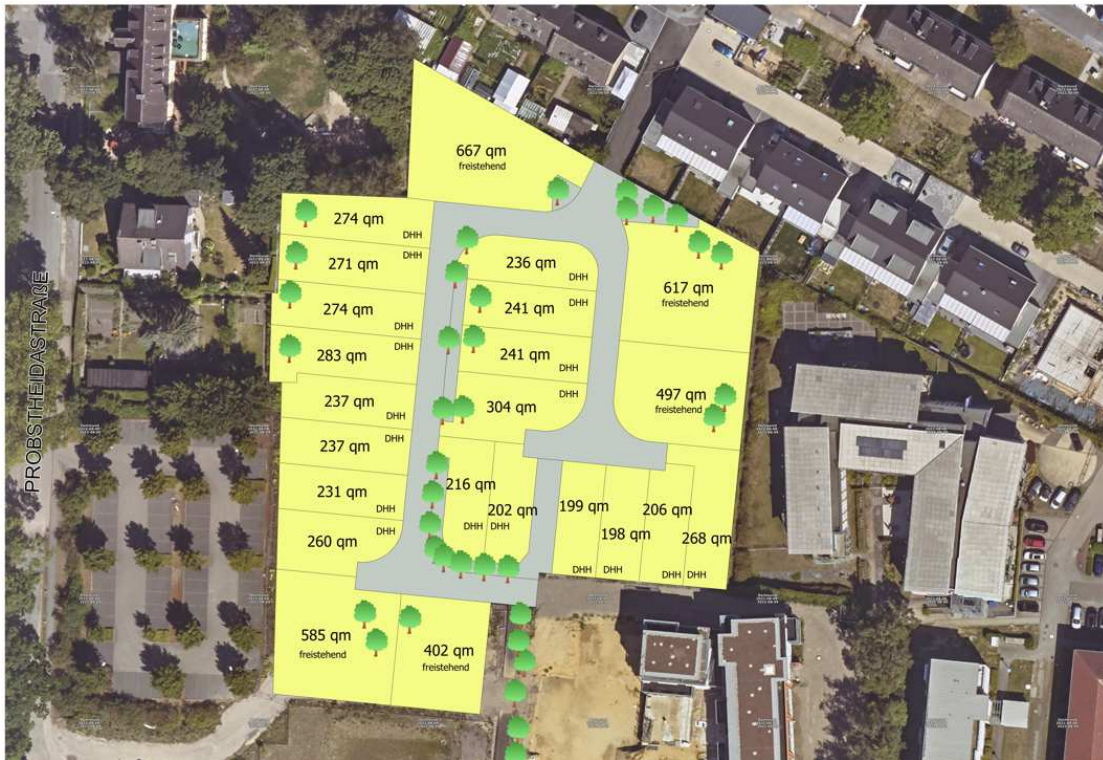 667 qm
freistehend
274 qm
DHH
271 qm
DHH
274 qm
DHH
283 qm
DHH
237 qm
DHH
237 qm
DHH
231 qm
DHH
260 qm
DHH
236 qm
DHH
241 qm
DHH
241 qm
DHH
304 qm
DHH
617 qm
freistehend
497 qm
freistehend
216 qm
DHH
202 qm
DHH
199 qm
DHH
198 qm
DHH
206 qm
DHH
268 qm
DHH
585 qm
freistehend
402 qm
freistehend
PROBSTHEIDASTRAßE